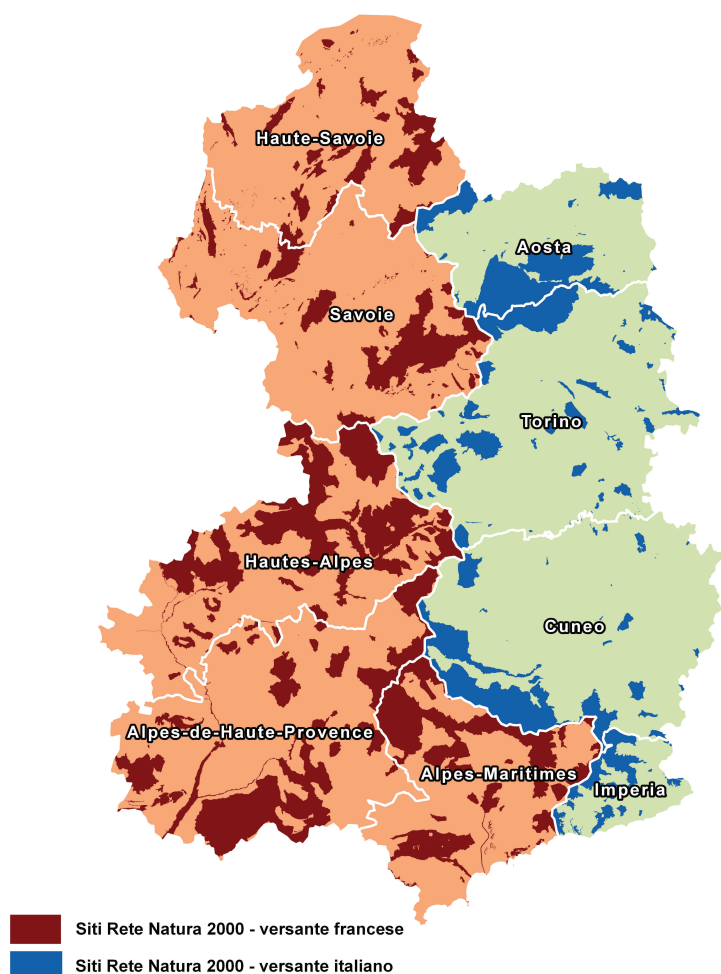 Haute-Savoie
Aosta
Savoie
Torino
Hautes-Alpes
Cuneo
Alpes-de-Haute-Provence
Alpes-Maritimes
Imperia
Siti Rete Natura 2000 - versante francese
Siti Rete Natura 2000 - versante italiano